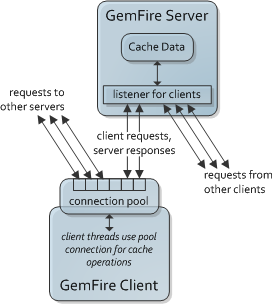 GemFire Server
Cache Data
listener for clients
requests to
other servers
client requests,
server responses
requests from
other clients
connection pool
client threads use pool
connection for cache
operations
GemFire Client